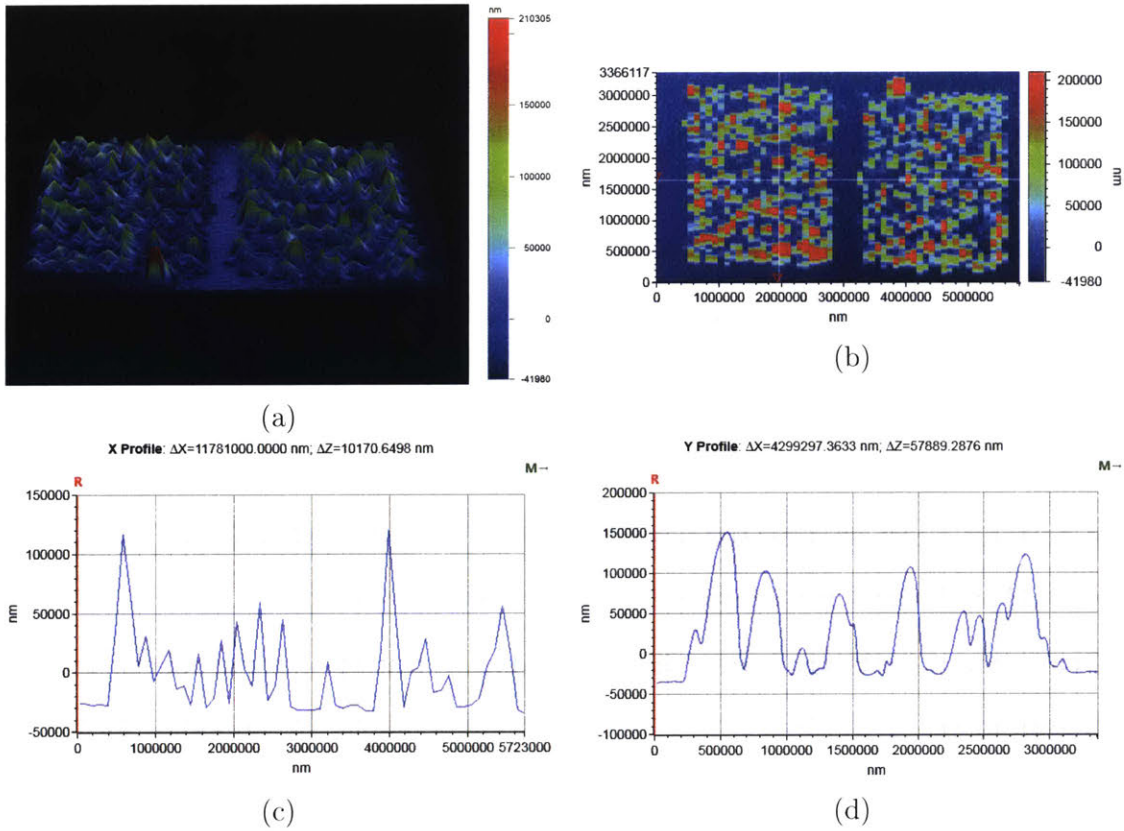 nm
210305
150000
100000
50000
0
-41980
(a)
3366117
3000000
2500000
2000000
1500000
1000000
500000
0
nm
0 1000000 2000000 3000000 4000000 5000000
nm
200000
150000
100000
50000
0
-41980
nm
(b)
X Profile: ΔX=11781000.0000 nm; ΔZ=10170.6498 nm
M→
R
150000
100000
50000
0
-50000
nm
0 1000000 2000000 3000000 4000000 5000000 5723000
nm
(c)
Y Profile: ΔX=4299297.3633 nm; ΔZ=57889.2876 nm
M→
R
200000
150000
100000
50000
0
-50000
-100000
nm
0 500000 1000000 1500000 2000000 2500000 3000000
nm
(d)